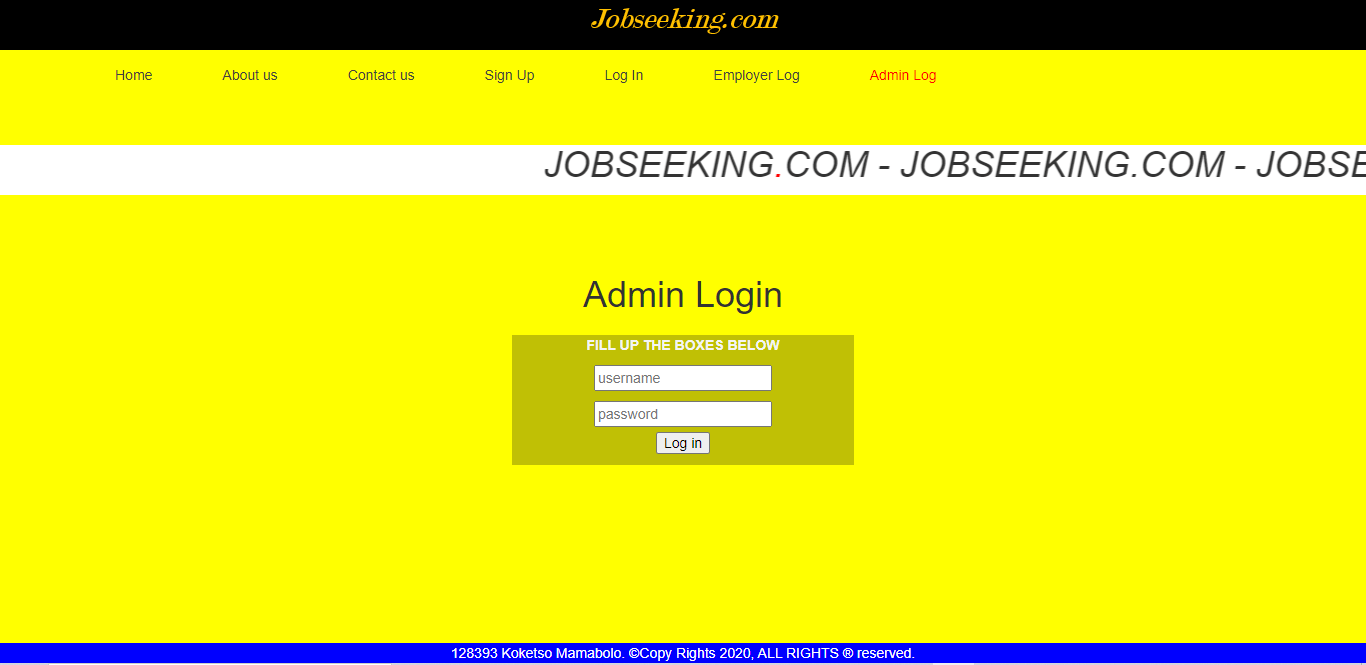 Jobseeking.com
Home About us Contact us Sign Up Log In Employer Log Admin Log
JOBSEEKING.COM - JOBSEEKING.COM - JOBSE
Admin Login
FILL UP THE BOXES BELOW
username
password
Log in
128393 Koketso Mamabolo. ©Copy Rights 2020, ALL RIGHTS ® reserved.